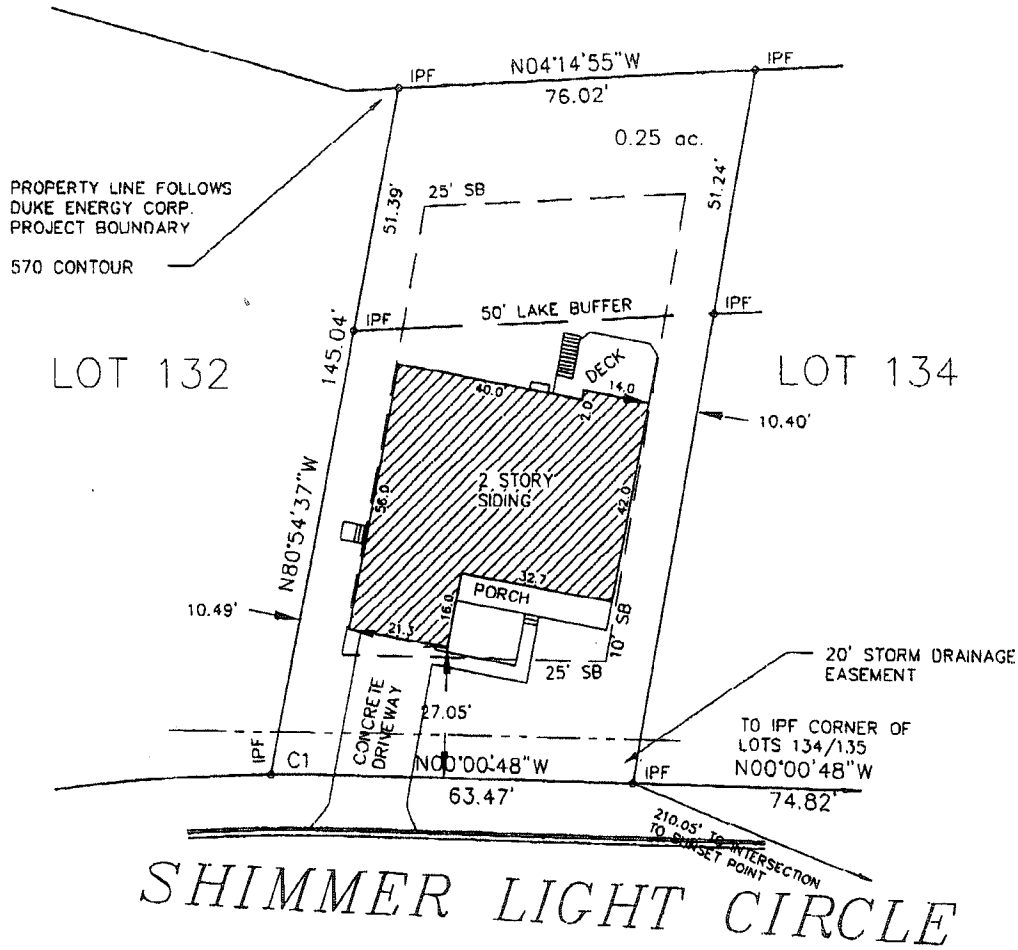 IPF
N04°14'55"W
IPF
76.02'
0.25 ac.
PROPERTY LINE FOLLOWS
DUKE ENERGY CORP.
PROJECT BOUNDARY
570 CONTOUR
51.39'
25' SB
51.24'
IPF
50' LAKE BUFFER
IPF
LOT 132
145.04'
DECK
LOT 134
40.0'
2.0'
14.0
10.40'
2 STORY
SIDING
56.0
42.0
N80°54'37"W
32.7
PORCH
16.0
10.49'
21.3'
10' SB
25' SB
20' STORM DRAINAGE
EASEMENT
CONCRETE
DRIVEWAY
27.05'
TO IPF CORNER OF
LOTS 134/135
N00°00'48"W
74.82'
IPF
C1
N00°00'48"W
63.47'
IPF
210.05' TO INTERSECTION
TO SUNSET POINT
SHIMMER LIGHT CIRCLE